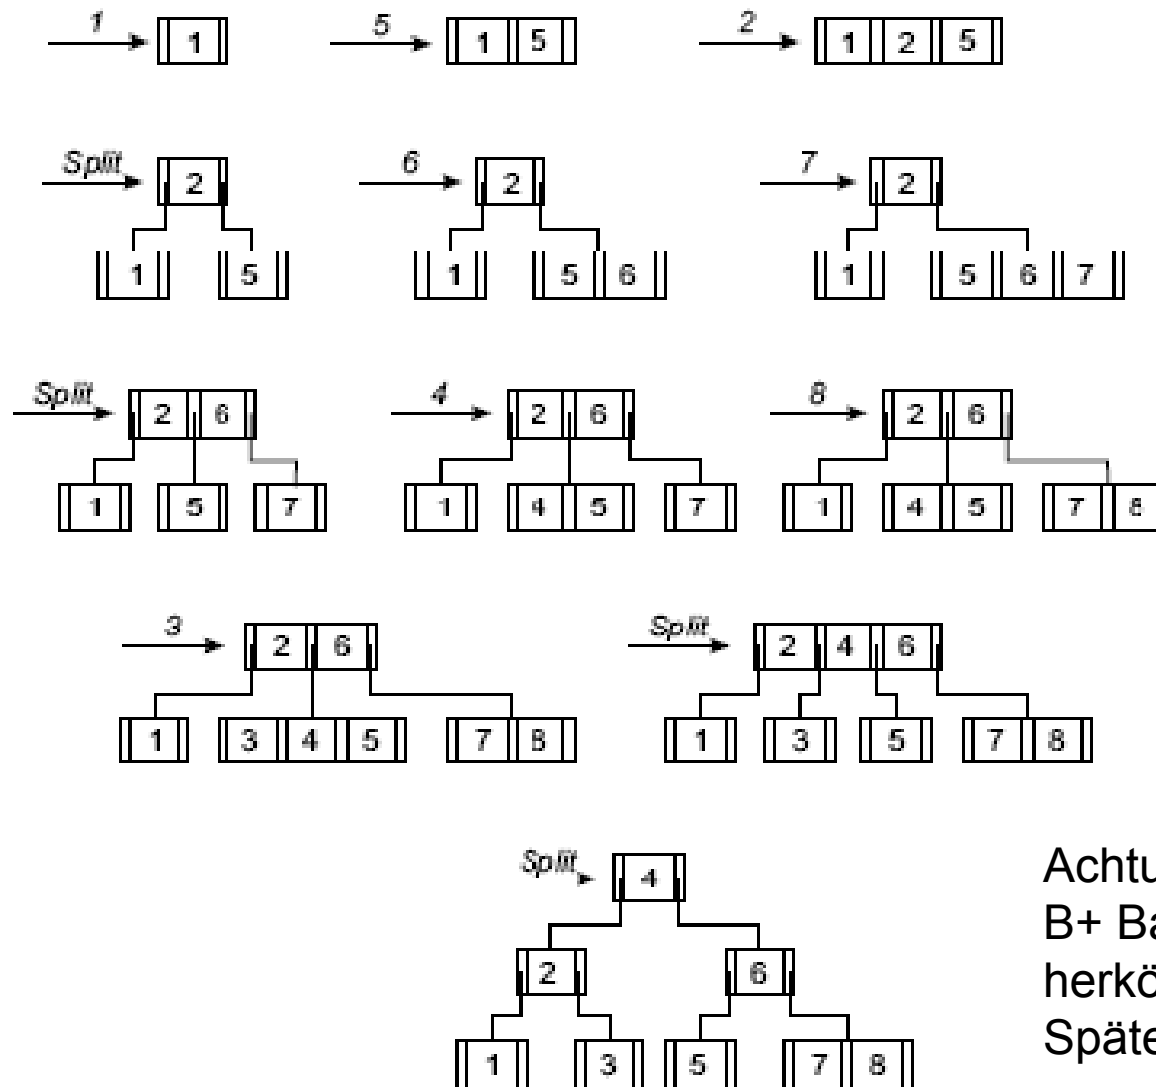 1 1 5 1 5 2 1 2 5
Split 2 6 2 7 2
1 5 1 5 6 1 5 6 7
Split 2 6 4 2 6 8 2 6
1 5 7 1 4 5 7 1 4 5 7 8
3 2 6 Split 2 4 6
1 3 4 5 7 8 1 3 5 7 8
Split 4
2 6
1 3 5 7 8
Achtu
B+ Ba
herkö
Späte